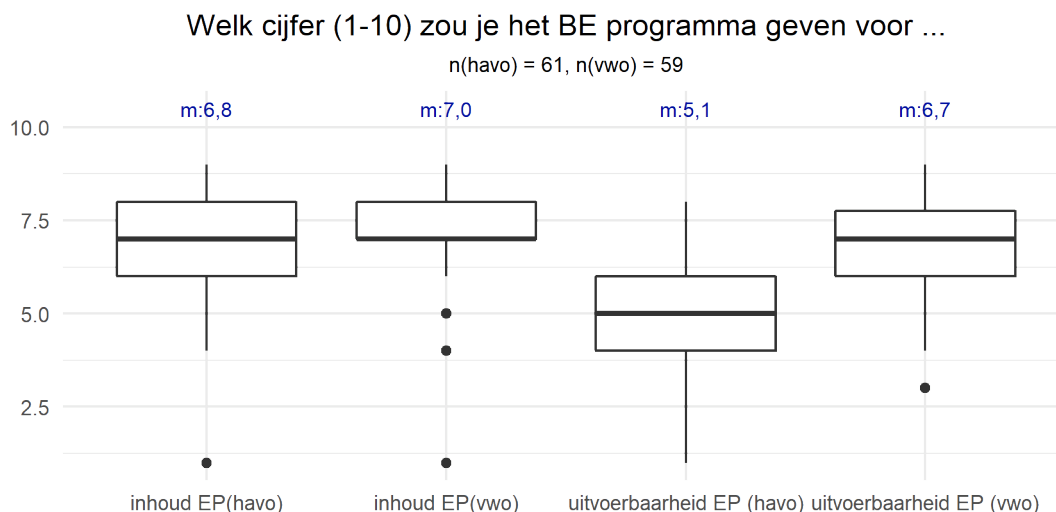 Welk cijfer (1-10) zou je het BE programma geven voor ...
n(havo) = 61, n(vwo) = 59
m:6,8 m:7,0 m:5,1 m:6,7
10.0
7.5
5.0
2.5
inhoud EP(havo) inhoud EP(vwo) uitvoerbaarheid EP (havo) uitvoerbaarheid EP (vwo)